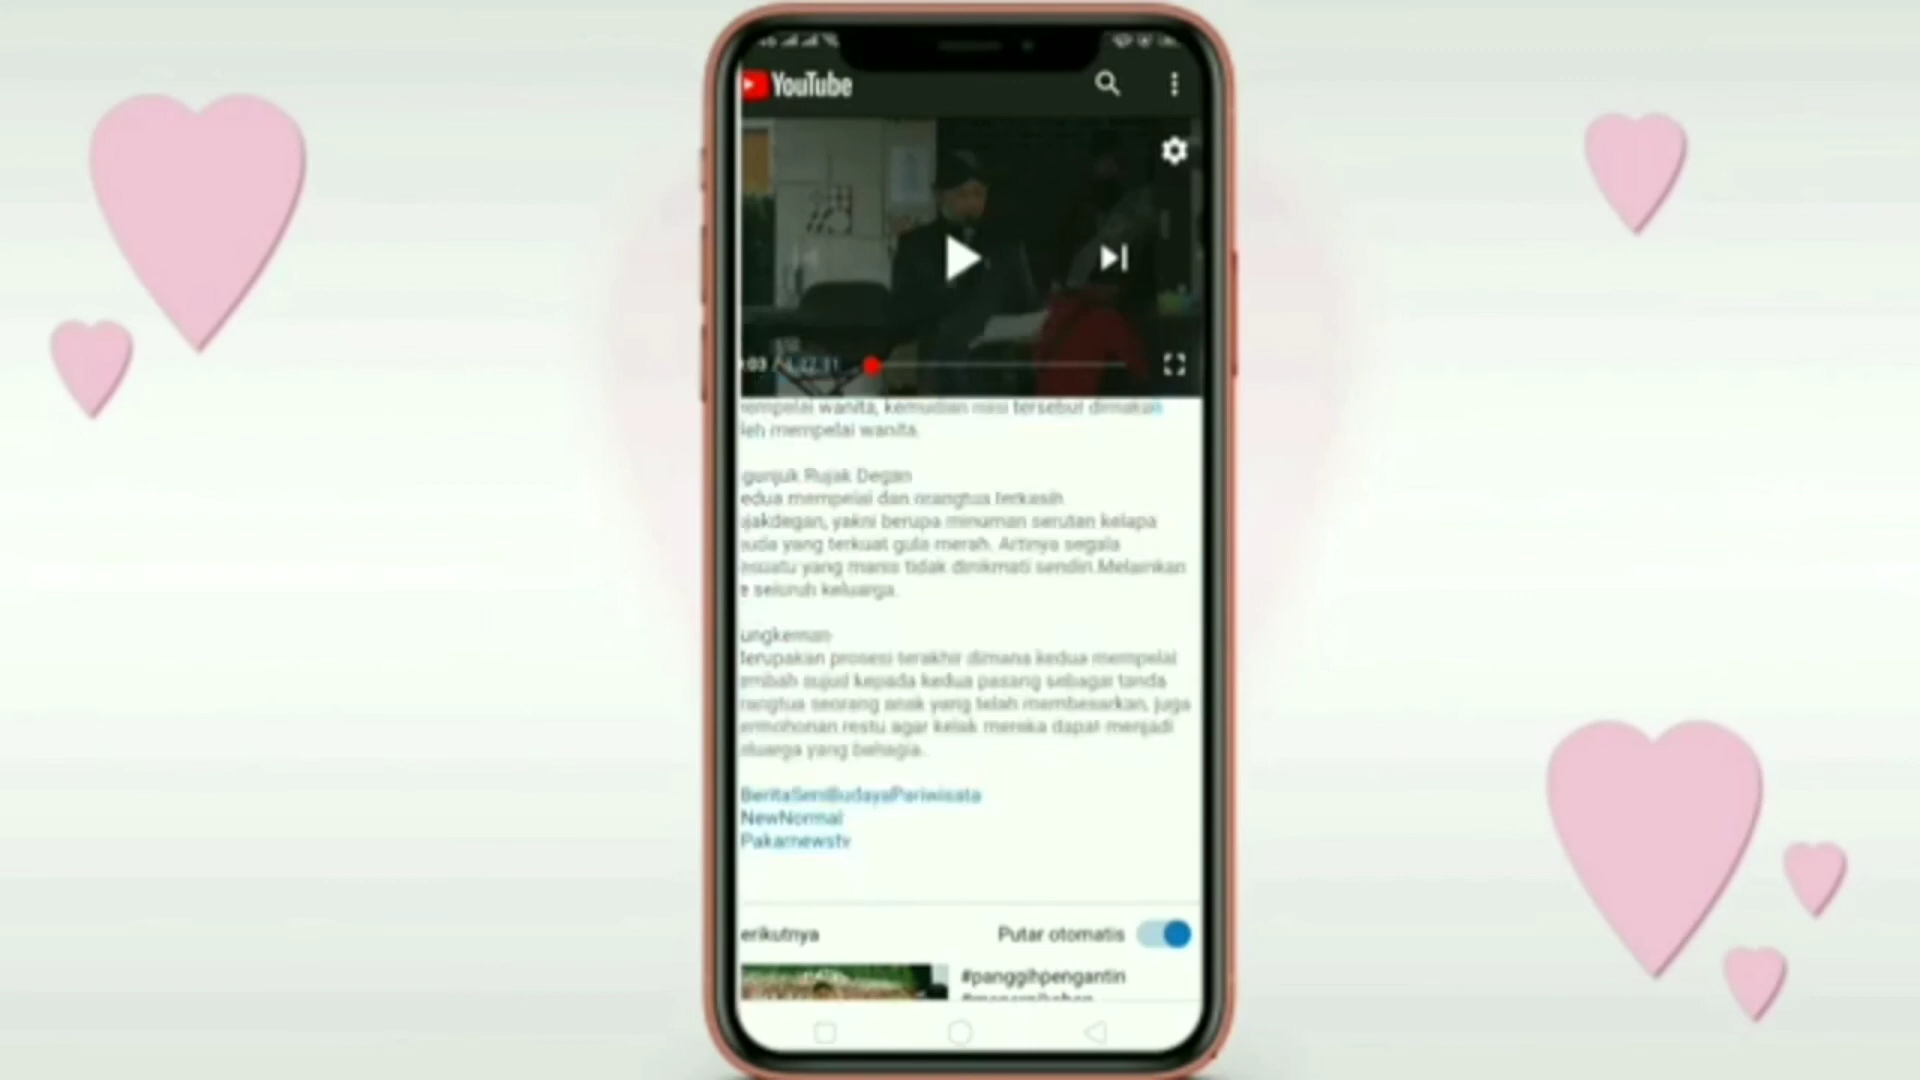 YouTube
:03 /
empelai wanita, kemudian nasi tersebut dimakan
leh mempelai wanita.
gunjuk Rujak Degan
edua mempelai dan orangtua terkasih
ujakdegan, yakni berupa minuman serutan kelapa
uda yang terkuat gula merah. Artinya segala
esuatu yang manis tidak dinikmati sendiri.Melainkan
e seluruh keluarga.
ungkeman
erupakan prosesi terakhir dimana kedua mempelai
embah sujud kepada kedua pasang sebagai tanda
rangtua seorang anak yang telah membesarkan, juga
ermohonan restu agar kelak mereka dapat menjadi
eluarga yang bahagia.
BeritaSeniBudayaPariwisata
NewNormal
Pakarnewstv
erikutnya
Putar otomatis
#panggihpengantin